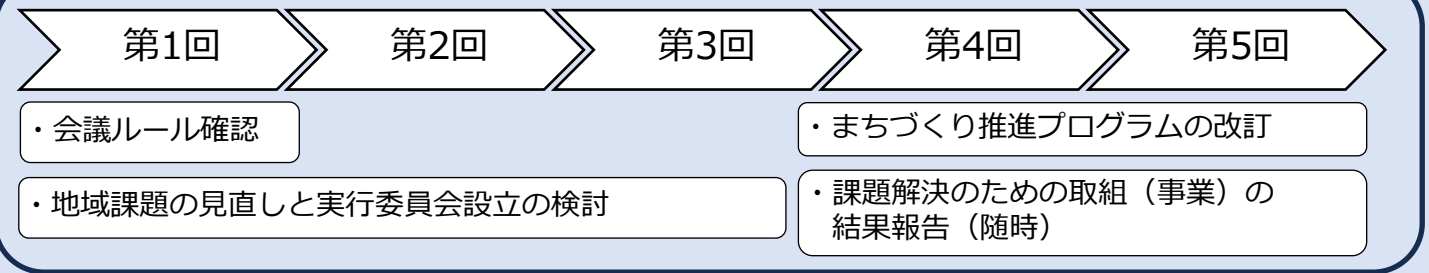 第1回
第2回
第3回
第4回
第5回
・会議ルール確認
・まちづくり推進プログラムの改訂
・地域課題の見直しと実行委員会設立の検討
・課題解決のための取組（事業）の
結果報告（随時）